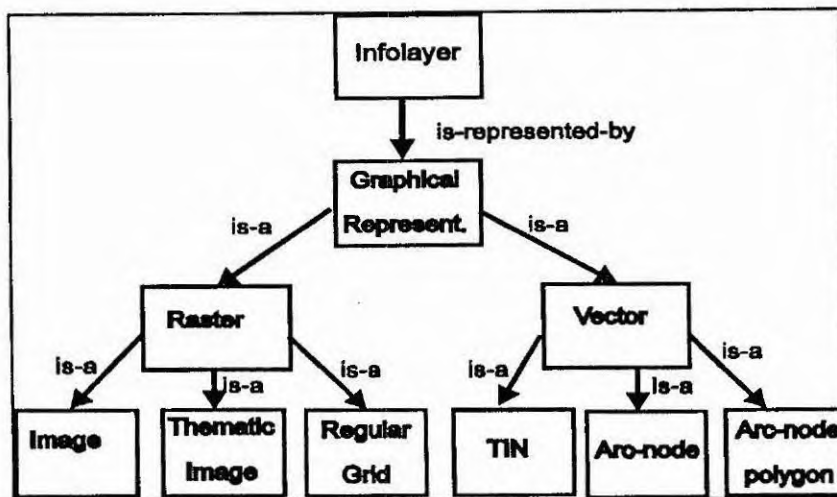 Infolayer
is-represented-by
Graphical
Represent.
is-a
is-a
Raster
Vector
is-a
is-a
is-a
is-a
is-a
is-a
Image
Thematic
Image
Regular
Grid
TIN
Arc-node
Arc-node
polygon